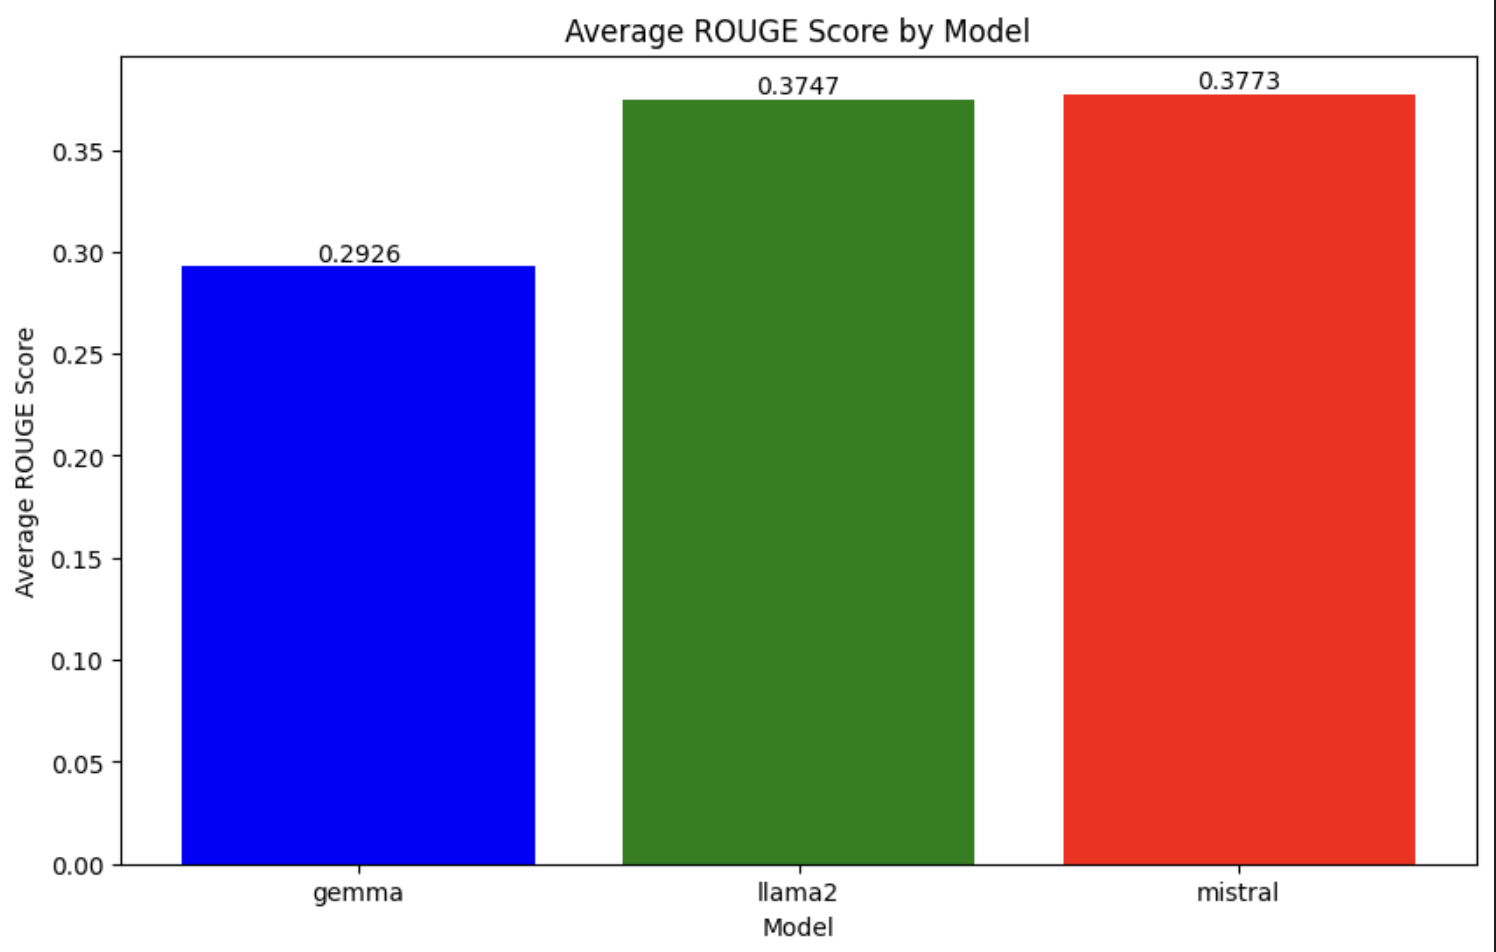 Average ROUGE Score by Model
0.2926
0.3747
0.3773
Average ROUGE Score
0.35
0.30
0.25
0.20
0.15
0.10
0.05
0.00
gemma
llama2
mistral
Model